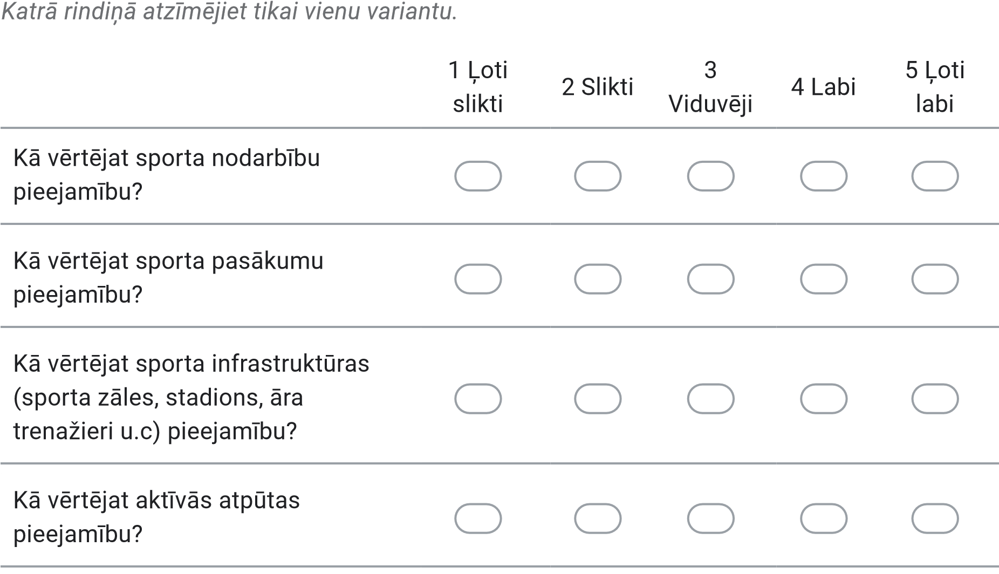 Katrā rindiņā atzīmējiet tikai vienu variantu.
1 Ļoti slikti
2 Slikti
3 Viduvēji
4 Labi
5 Ļoti labi
Kā vērtējat sporta nodarbību
pieejamību?
Kā vērtējat sporta pasākumu
pieejamību?
Kā vērtējat sporta infrastruktūras
(sporta zāles, stadions, āra
trenažieri u.c) pieejamību?
Kā vērtējat aktīvās atpūtas
pieejamību?